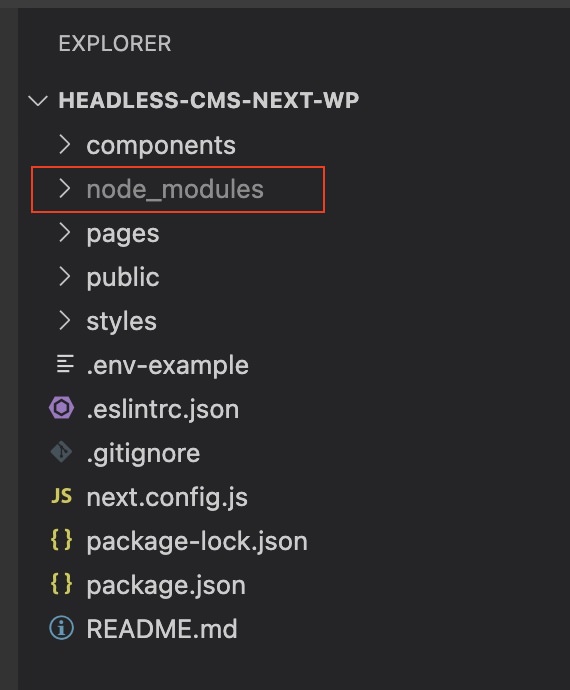 EXPLORER
HEADLESS-CMS-NEXT-WP
components
node_modules
pages
public
styles
.env-example
.eslintrc.json
.gitignore
JS next.config.js
{} package-lock.json
{} package.json
README.md